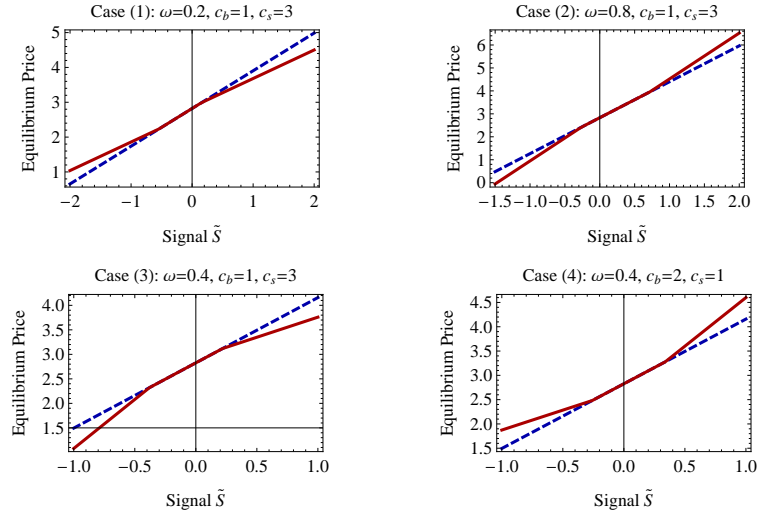 Case (1): ω=0.2, c_b=1, c_s=3
Equilibrium Price
5
4
3
2
1
−2 −1 0 1 2
Signal S̃
Case (2): ω=0.8, c_b=1, c_s=3
Equilibrium Price
6
5
4
3
2
1
0
−1.5 −1.0 −0.5 0.0 0.5 1.0 1.5 2.0
Signal S̃
Case (3): ω=0.4, c_b=1, c_s=3
Equilibrium Price
4.0
3.5
3.0
2.5
2.0
1.5
−1.0 −0.5 0.0 0.5 1.0
Signal S̃
Case (4): ω=0.4, c_b=2, c_s=1
Equilibrium Price
4.5
4.0
3.5
3.0
2.5
2.0
1.5
−1.0 −0.5 0.0 0.5 1.0
Signal S̃